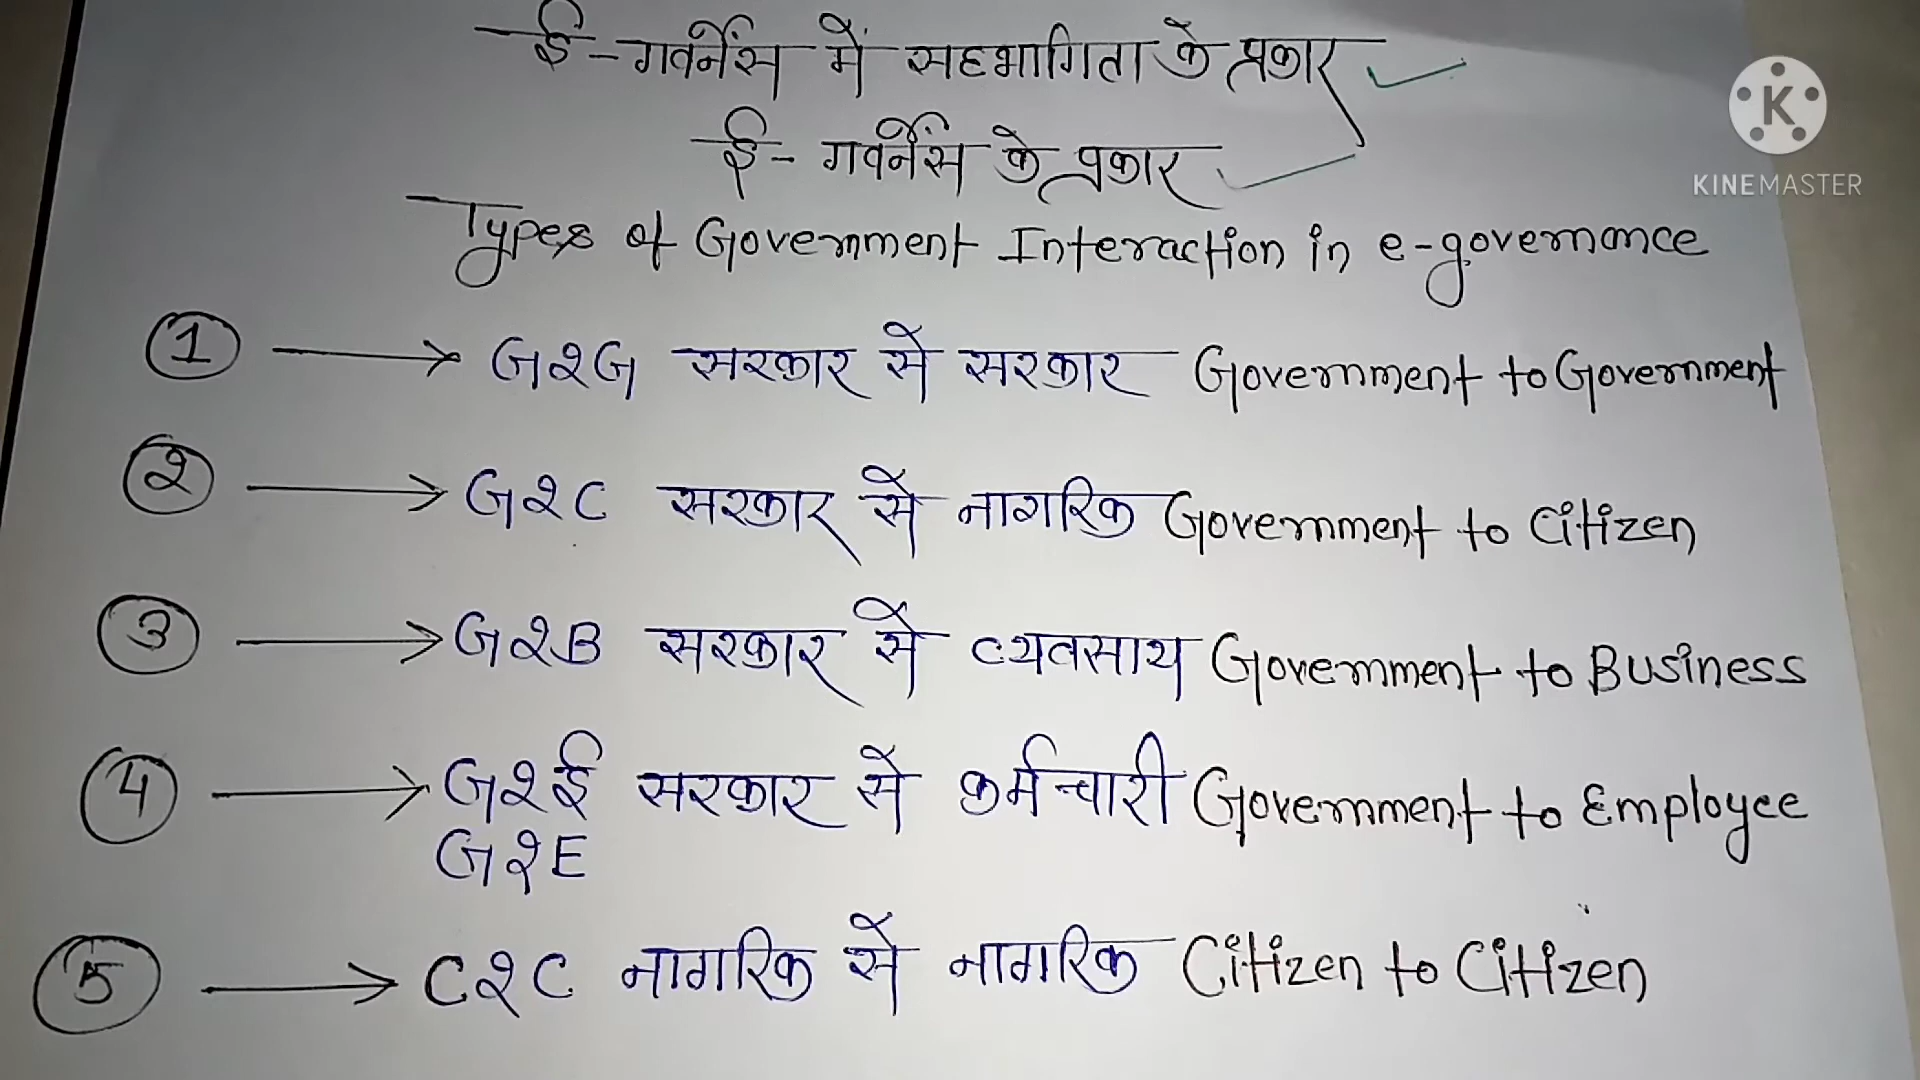 ई-गवर्नेंस में सहभागिता के प्रकार
ई-गवर्नेंस के प्रकार
Types of Government Interaction in e-governance
1 G2G सरकार से सरकार Government to Government
2 G2C सरकार से नागरिक Government to Citizen
3 G2B सरकार से व्यवसाय Government to Business
4 G2ई सरकार से कर्मचारी Government to Employee
G2E
5 C2C नागरिक से नागरिक Citizen to Citizen
K
KINEMASTER